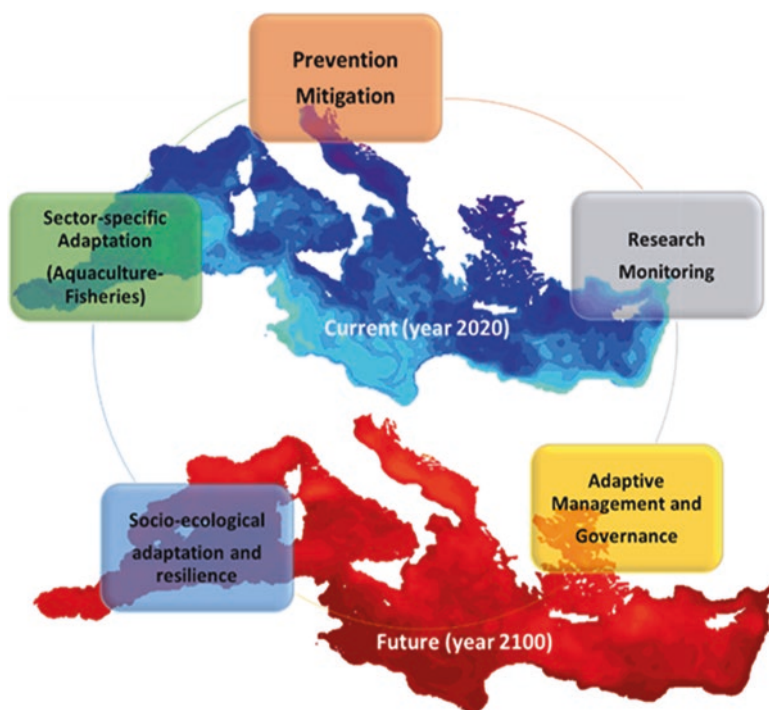 Prevention
Mitigation
Sector-specific
Adaptation
(Aquaculture-
Fisheries)
Research
Monitoring
Current (year 2020)
Adaptive
Management and
Governance
Socio-ecological
adaptation and
resilience
Future (year 2100)